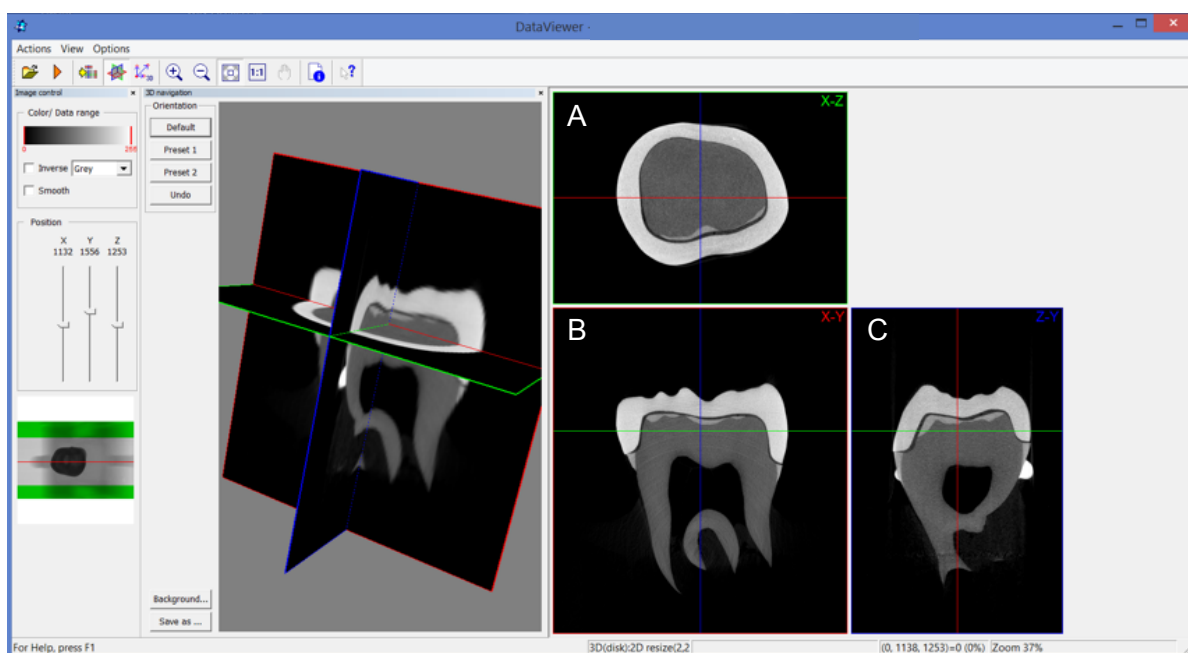 DataViewer -
Actions View Options
1:1
Image control
3D navigation
Color/ Data range
0
255
Inverse Grey
Smooth
Position
X Y Z
1132 1556 1253
Orientation
Default
Preset 1
Preset 2
Undo
Background...
Save as ...
A
X-Z
B
X-Y
C
Z-Y
For Help, press F1
3D(disk):2D resize(2,2
(0, 1138, 1253)=0 (0%)
Zoom 37%